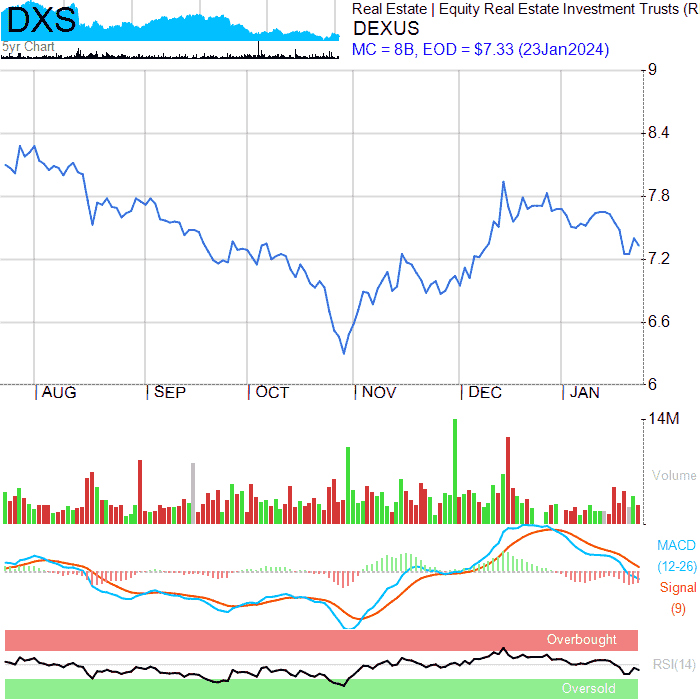 DXS
5yr Chart
Real Estate | Equity Real Estate Investment Trusts (R
DEXUS
MC = 8B, EOD = $7.33 (23Jan2024)
9
8.4
7.8
7.2
6.6
6
AUG SEP OCT NOV DEC JAN
14M
Volume
MACD
(12-26)
Signal
(9)
Overbought
RSI(14)
Oversold